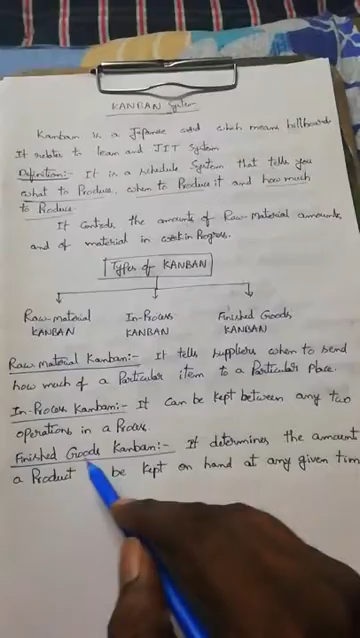 KANBAN System
Kanban is a Japanese word which means billboard
It relates to lean and JIT System
Definition:- It is a schedule System that tells you
what to Produce, when to Produce it and how much
to Produce.
It Controls, the amounts of Raw-Material amounts,
and of material in work in Progress.
Types of KANBAN
Raw-material In-Process Finished Goods
KANBAN KANBAN KANBAN
Raw material Kanban:- It tells suppliers when to send
how much of a Particular item to a Particular Place.
In-Process Kanban:- It can be kept between any two
operations in a Process.
Finished Goods Kanban:- It determines the amount
a Product be kept on hand at any given tim